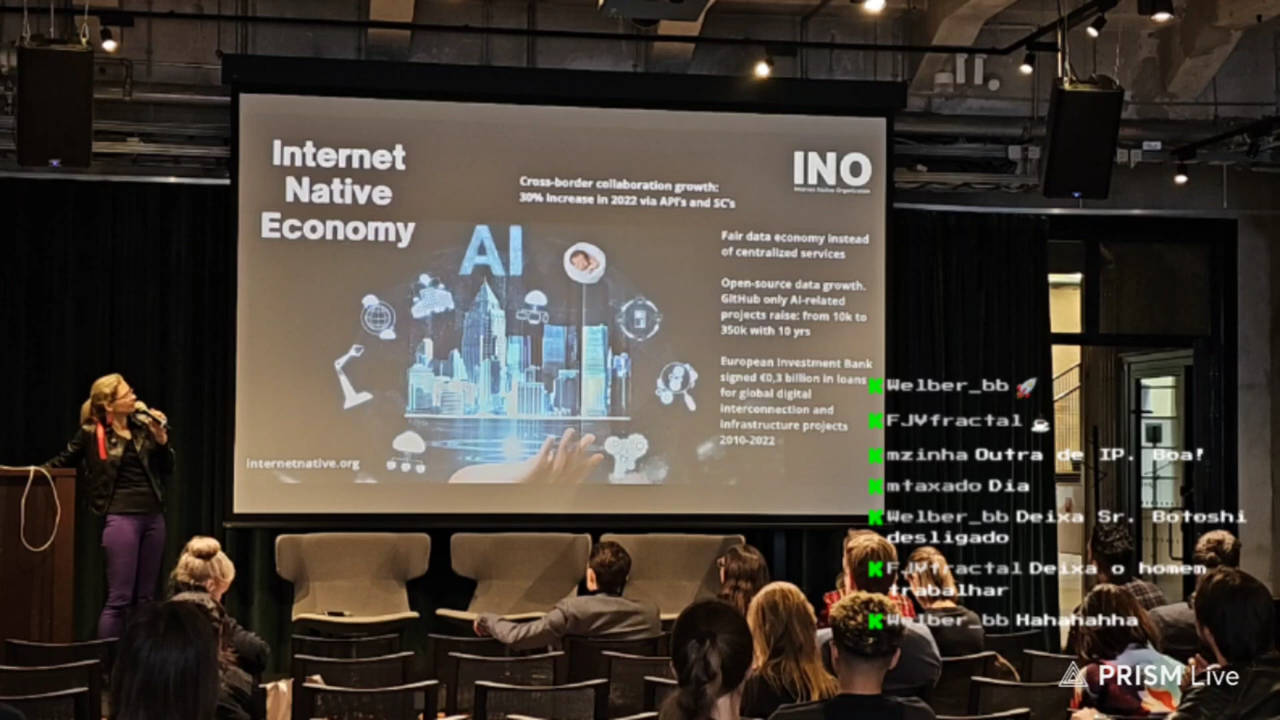 Internet
Native
Economy
Cross-border collaboration growth:
30% increase in 2022 via API's and SC's
INO
Internet Native Organization
AI
Fair data economy instead
of centralized services
Open-source data growth.
GitHub only AI-related
projects raise: from 10k to
350k with 10 yrs
European Investment Bank
signed €0,3 billion in loans
for global digital
interconnection and
infrastructure projects
2010-2022
internetnative.org
Welber_bb 🚀
FJVfractal ☕
mzinha Outra de IP. Boa!
mtaxado Dia
Welber_bb Deixa Sr. Botoshi
desligado
FJVfractal Deixa o homem
trabalhar
Welber_bb Hahahahha
PRISM Live